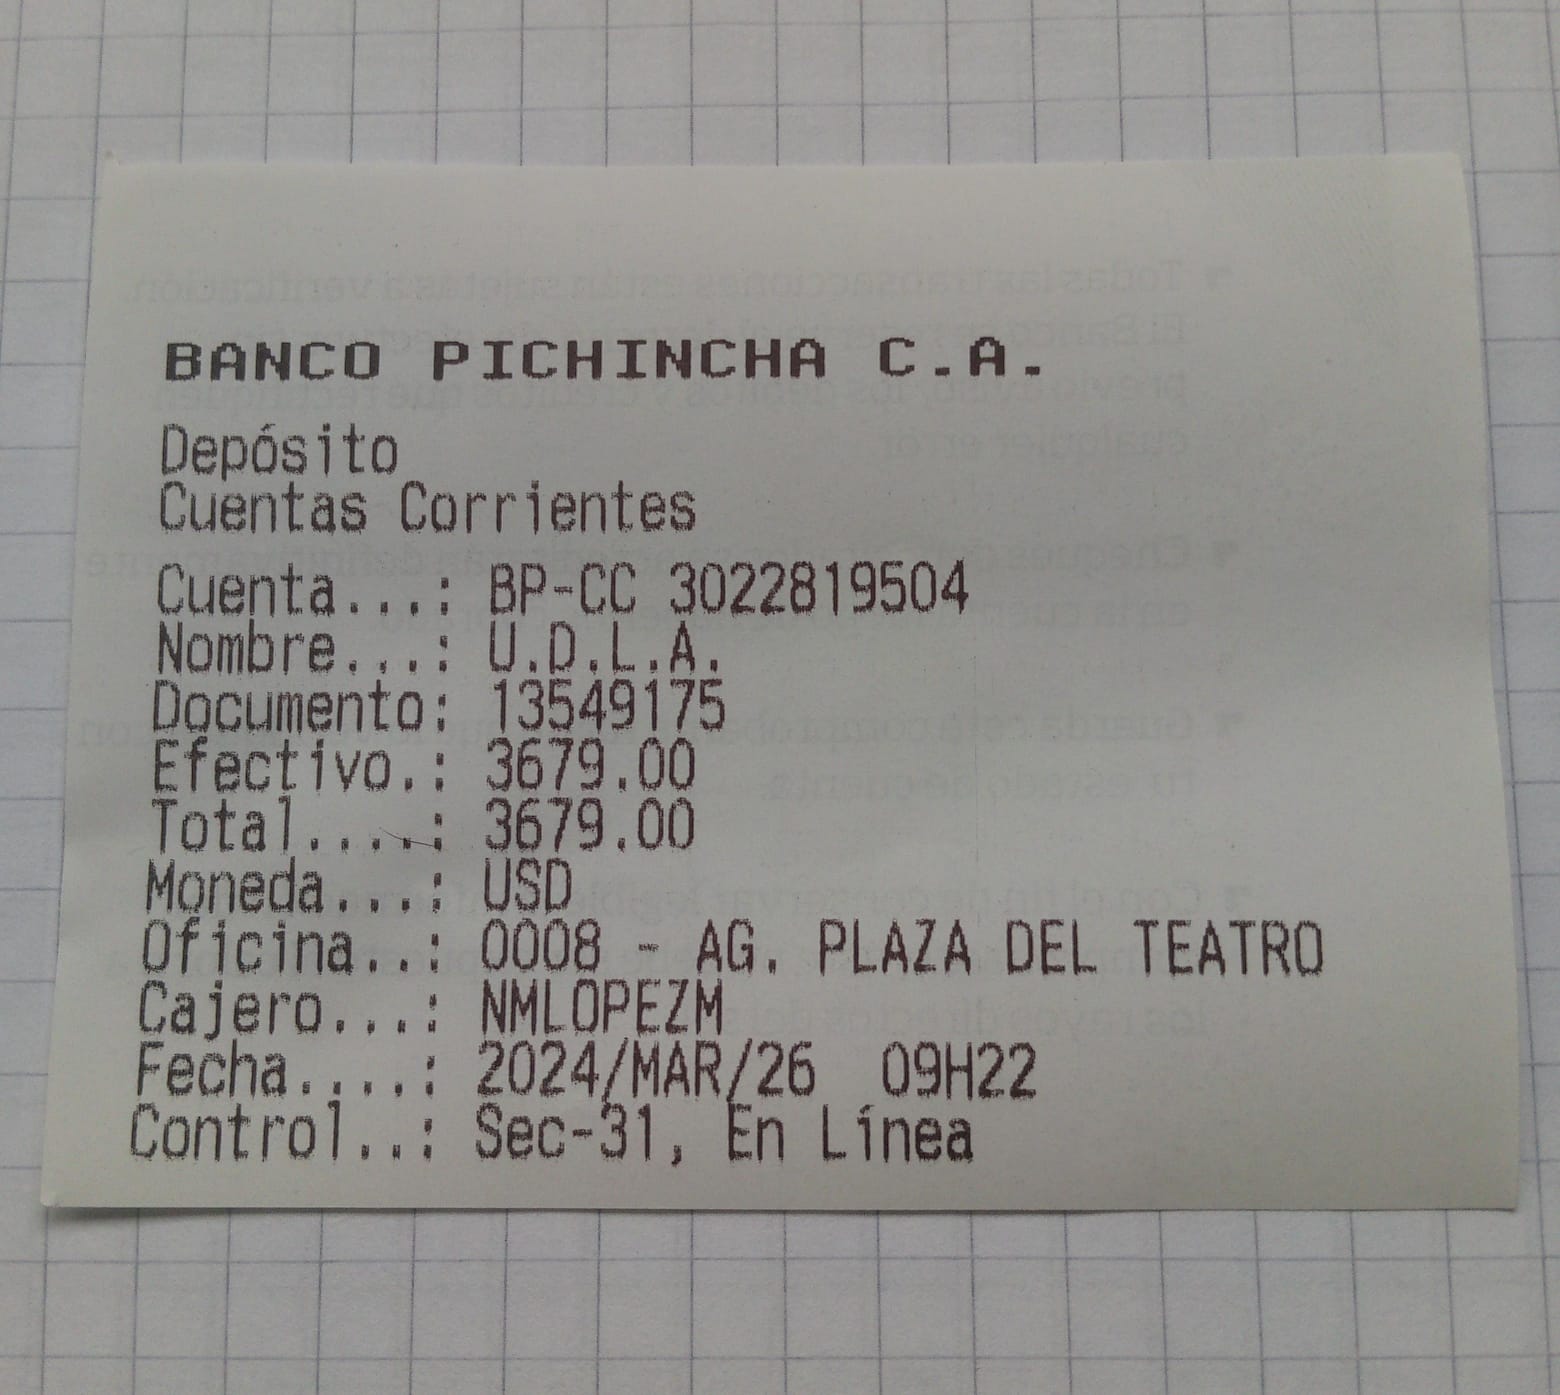 BANCO PICHINCHA C.A.
Depósito
Cuentas Corrientes
Cuenta...: BP-CC 3022819504
Nombre...: U.D.L.A.
Documento: 13549175
Efectivo.: 3679.00
Total....: 3679.00
Moneda...: USD
Oficina..: 0008 - AG. PLAZA DEL TEATRO
Cajero...: NMLOPEZM
Fecha....: 2024/MAR/26  09H22
Control..: Sec-31, En Línea